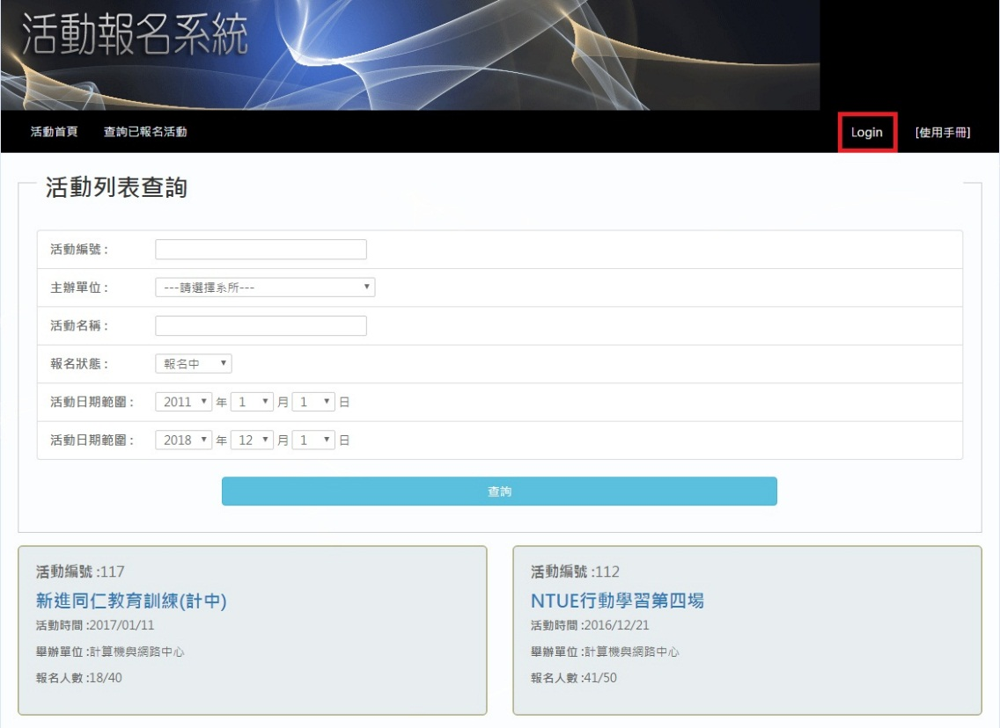 活動報名系統
活動首頁 查詢已報名活動 Login [使用手冊]
活動列表查詢
活動編號 :
主辦單位 : ---請選擇系所---
活動名稱 :
報名狀態 : 報名中
活動日期範圍 : 2011 年 1 月 1 日
活動日期範圍 : 2018 年 12 月 1 日
查詢
活動編號 :117
新進同仁教育訓練(計中)
活動時間 :2017/01/11
舉辦單位 :計算機與網路中心
報名人數 :18/40
活動編號 :112
NTUE行動學習第四場
活動時間 :2016/12/21
舉辦單位 :計算機與網路中心
報名人數 :41/50